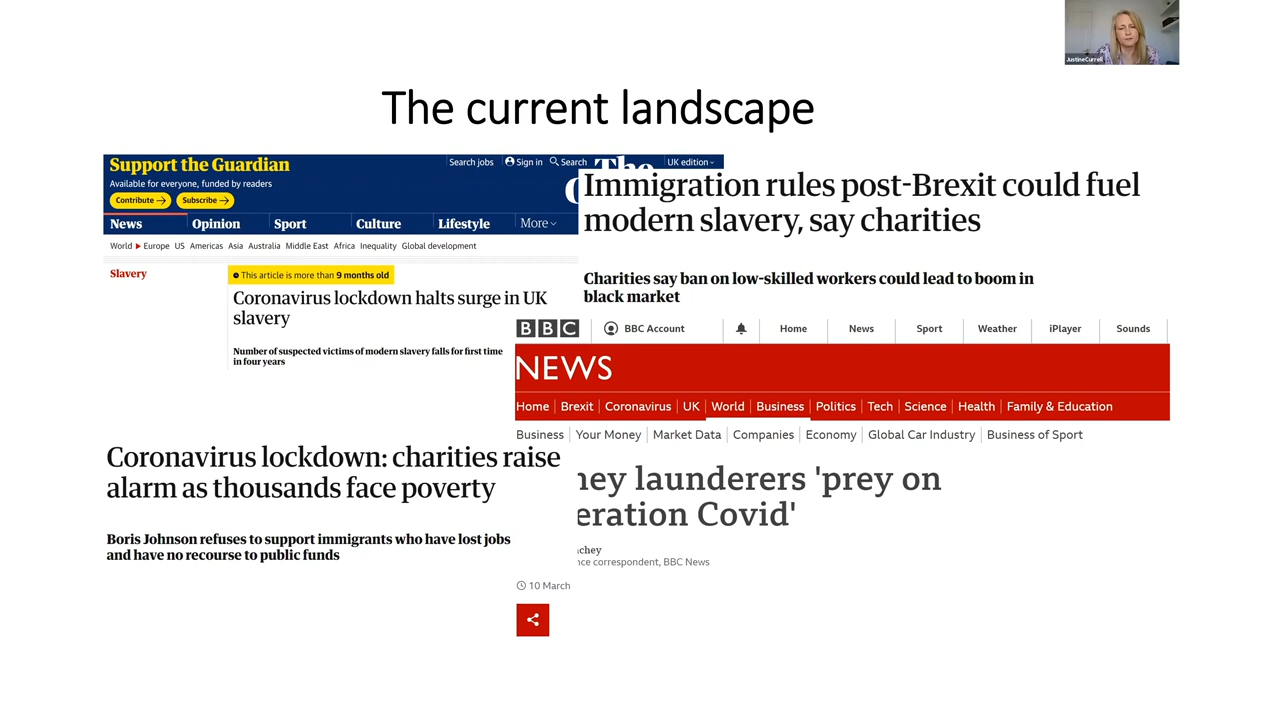 JustineCurrell
The current landscape
Support the Guardian
Available for everyone, funded by readers
Contribute
Subscribe
Search jobs
Sign in
Search
The
UK edition
News
Opinion
Sport
Culture
Lifestyle
More
World
Europe
US
Americas
Asia
Australia
Middle East
Africa
Inequality
Global development
Slavery
This article is more than 9 months old
Coronavirus lockdown halts surge in UK
slavery
Number of suspected victims of modern slavery falls for first time
in four years
Immigration rules post-Brexit could fuel
modern slavery, say charities
Charities say ban on low-skilled workers could lead to boom in
black market
BBC
BBC Account
Home
News
Sport
Weather
iPlayer
Sounds
NEWS
Home
Brexit
Coronavirus
UK
World
Business
Politics
Tech
Science
Health
Family & Education
Business
Your Money
Market Data
Companies
Economy
Global Car Industry
Business of Sport
Coronavirus lockdown: charities raise
alarm as thousands face poverty
Boris Johnson refuses to support immigrants who have lost jobs
and have no recourse to public funds
ney launderers 'prey on
eration Covid'
chey
nce correspondent, BBC News
10 March